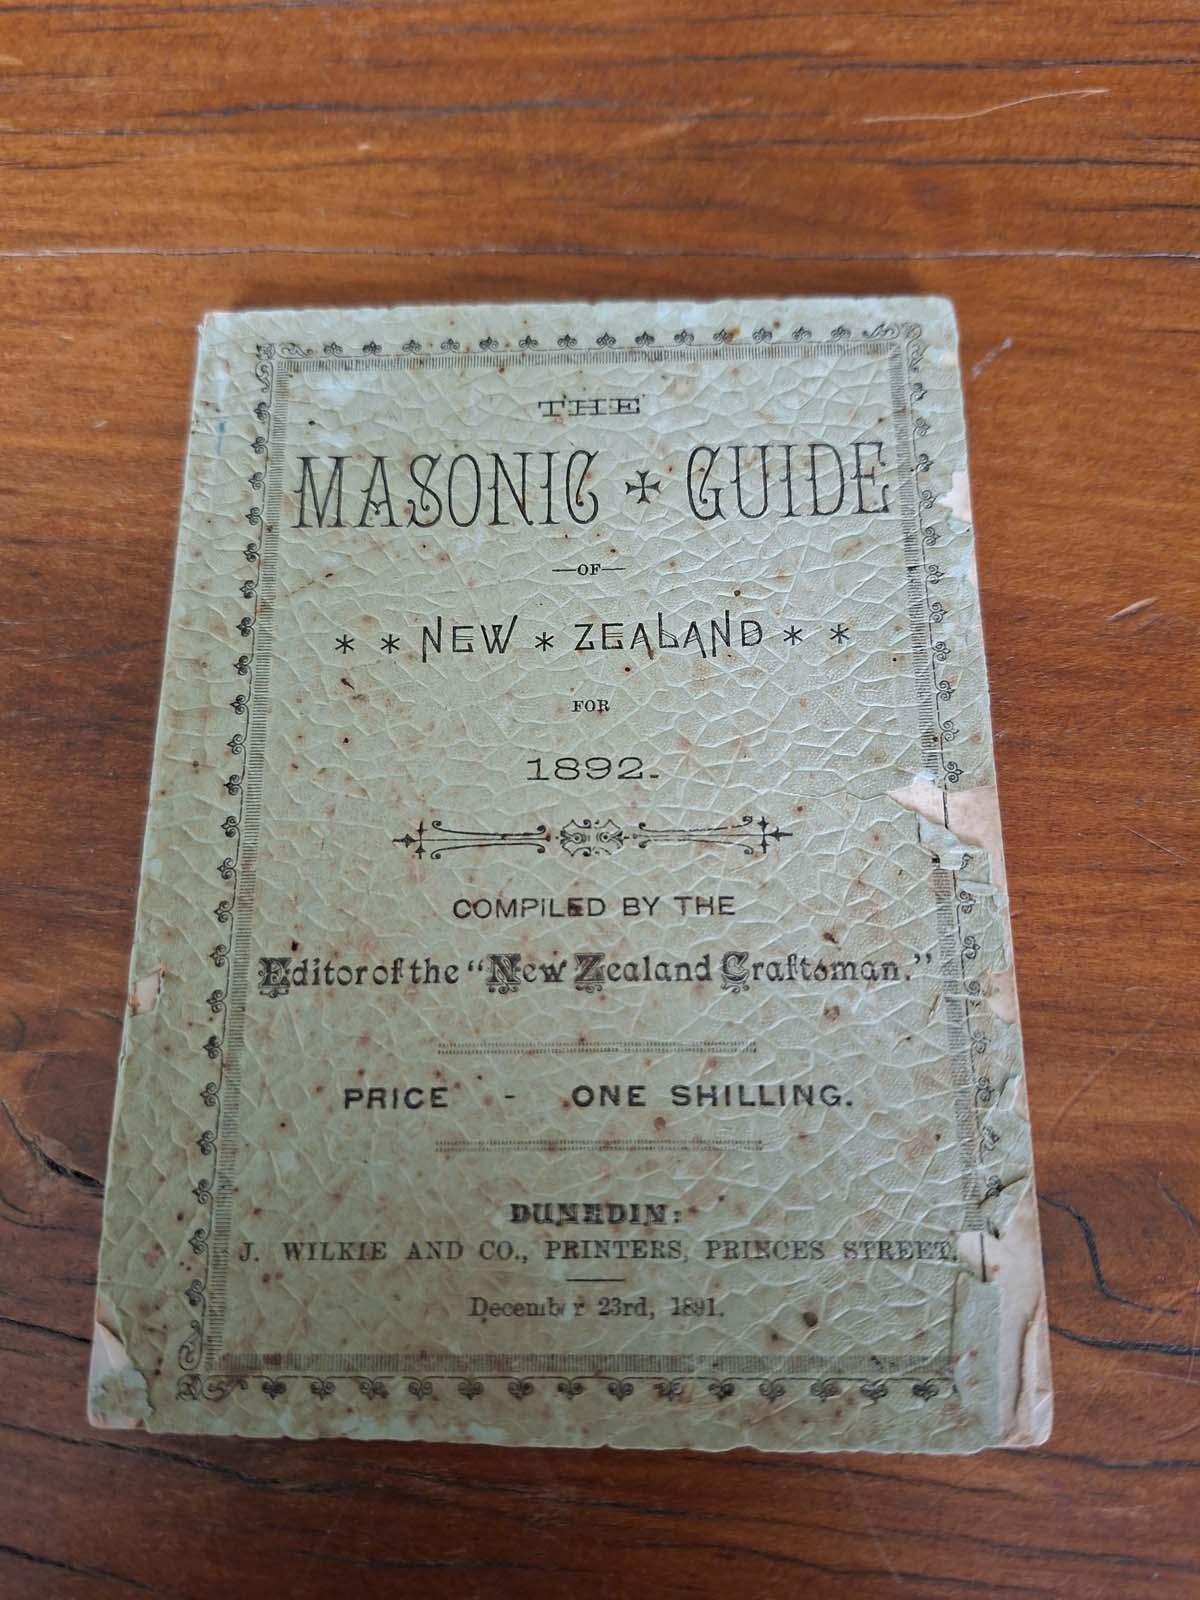 THE
MASONIC ✠ GUIDE
—OF—
* * NEW * ZEALAND * *
FOR
1892.
COMPILED BY THE
Editor of the "New Zealand Craftsman."
PRICE - ONE SHILLING.
DUNEDIN:
J. WILKIE AND CO., PRINTERS, PRINCES STREET.
December 23rd, 1891.